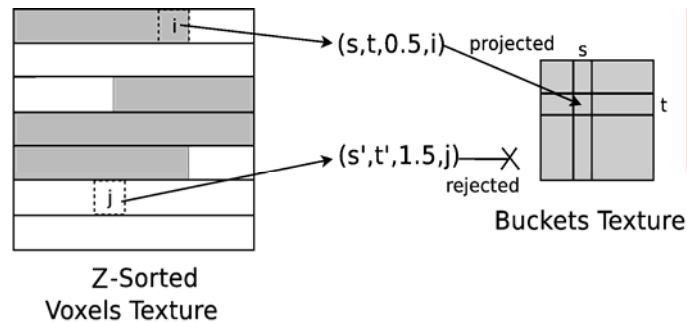 i
(s,t,0.5,i)
projected
s
t
(s',t',1.5,j)
rejected
j
Buckets Texture
Z-Sorted
Voxels Texture